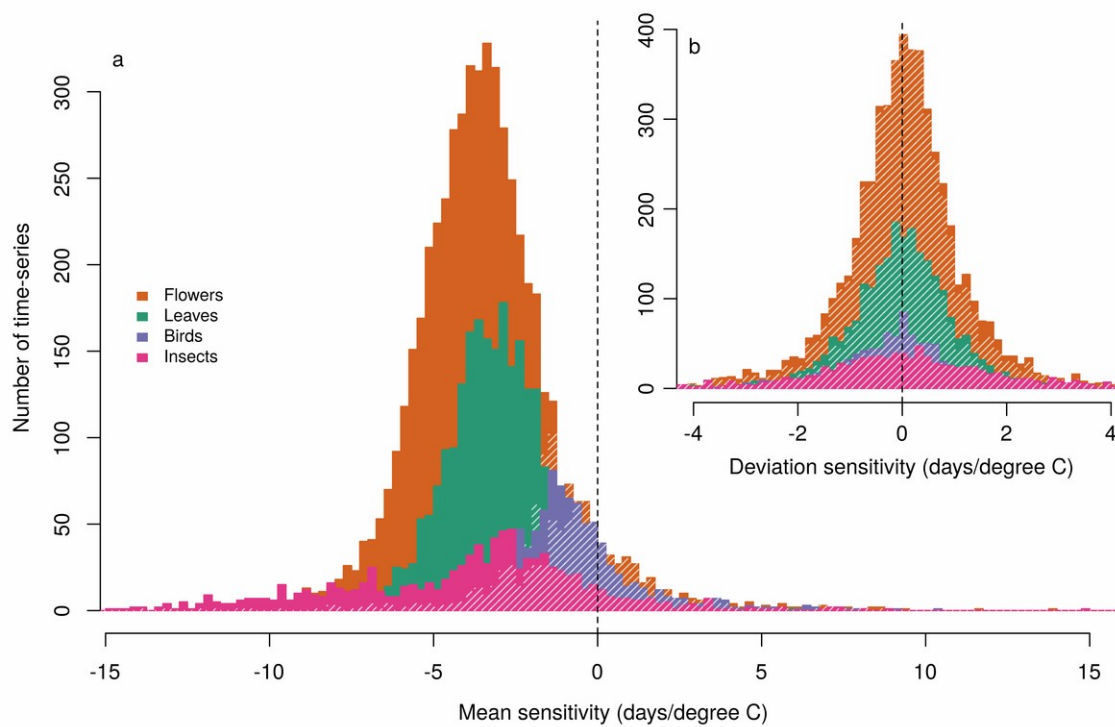 a
Number of time-series
300
250
200
150
100
50
0
Flowers
Leaves
Birds
Insects
-15
-10
-5
0
5
10
15
Mean sensitivity (days/degree C)
b
400
300
200
100
0
-4
-2
0
2
4
Deviation sensitivity (days/degree C)